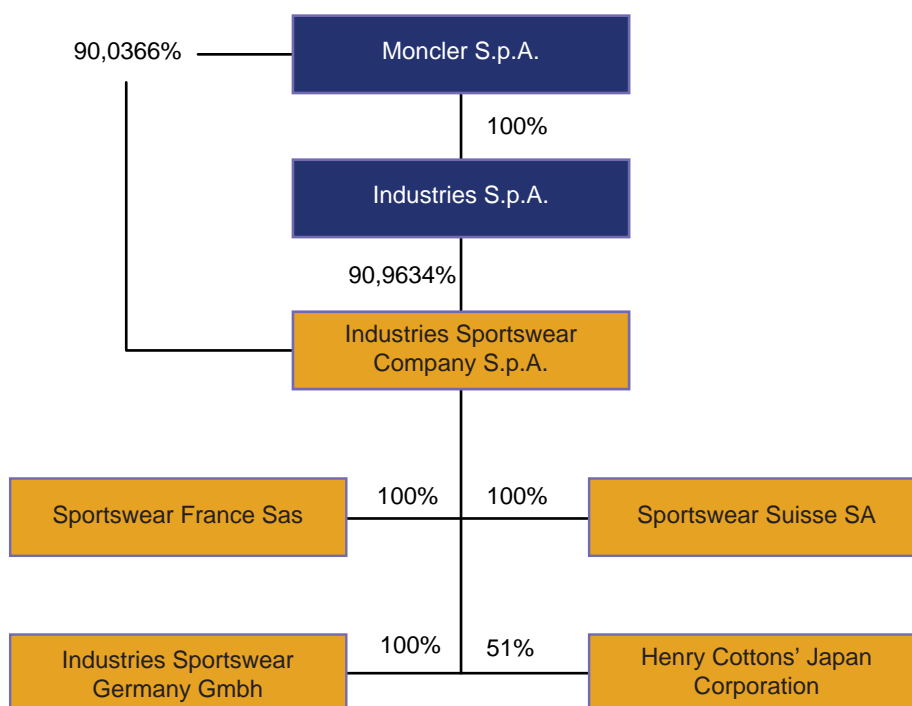 90,0366%
Moncler S.p.A.
100%
Industries S.p.A.
90,9634%
Industries Sportswear
Company S.p.A.
Sportswear France Sas
100%
100%
Sportswear Suisse SA
Industries Sportswear
Germany Gmbh
100%
51%
Henry Cottons’ Japan
Corporation